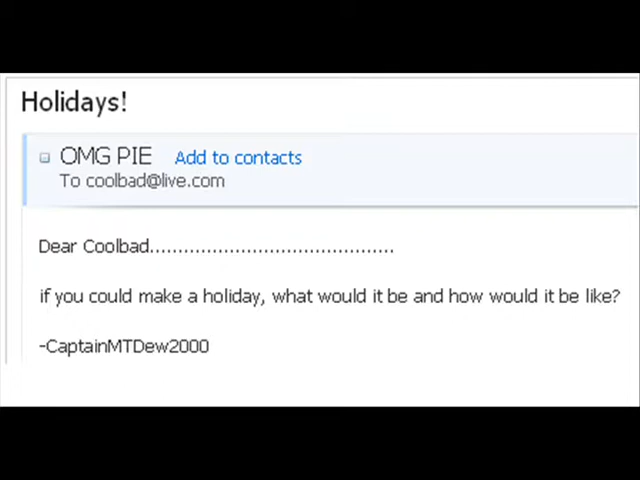 Holidays!
OMG PIE Add to contacts
To coolbad@live.com
Dear Coolbad...........................................
if you could make a holiday, what would it be and how would it be like?
-CaptainMTDew2000